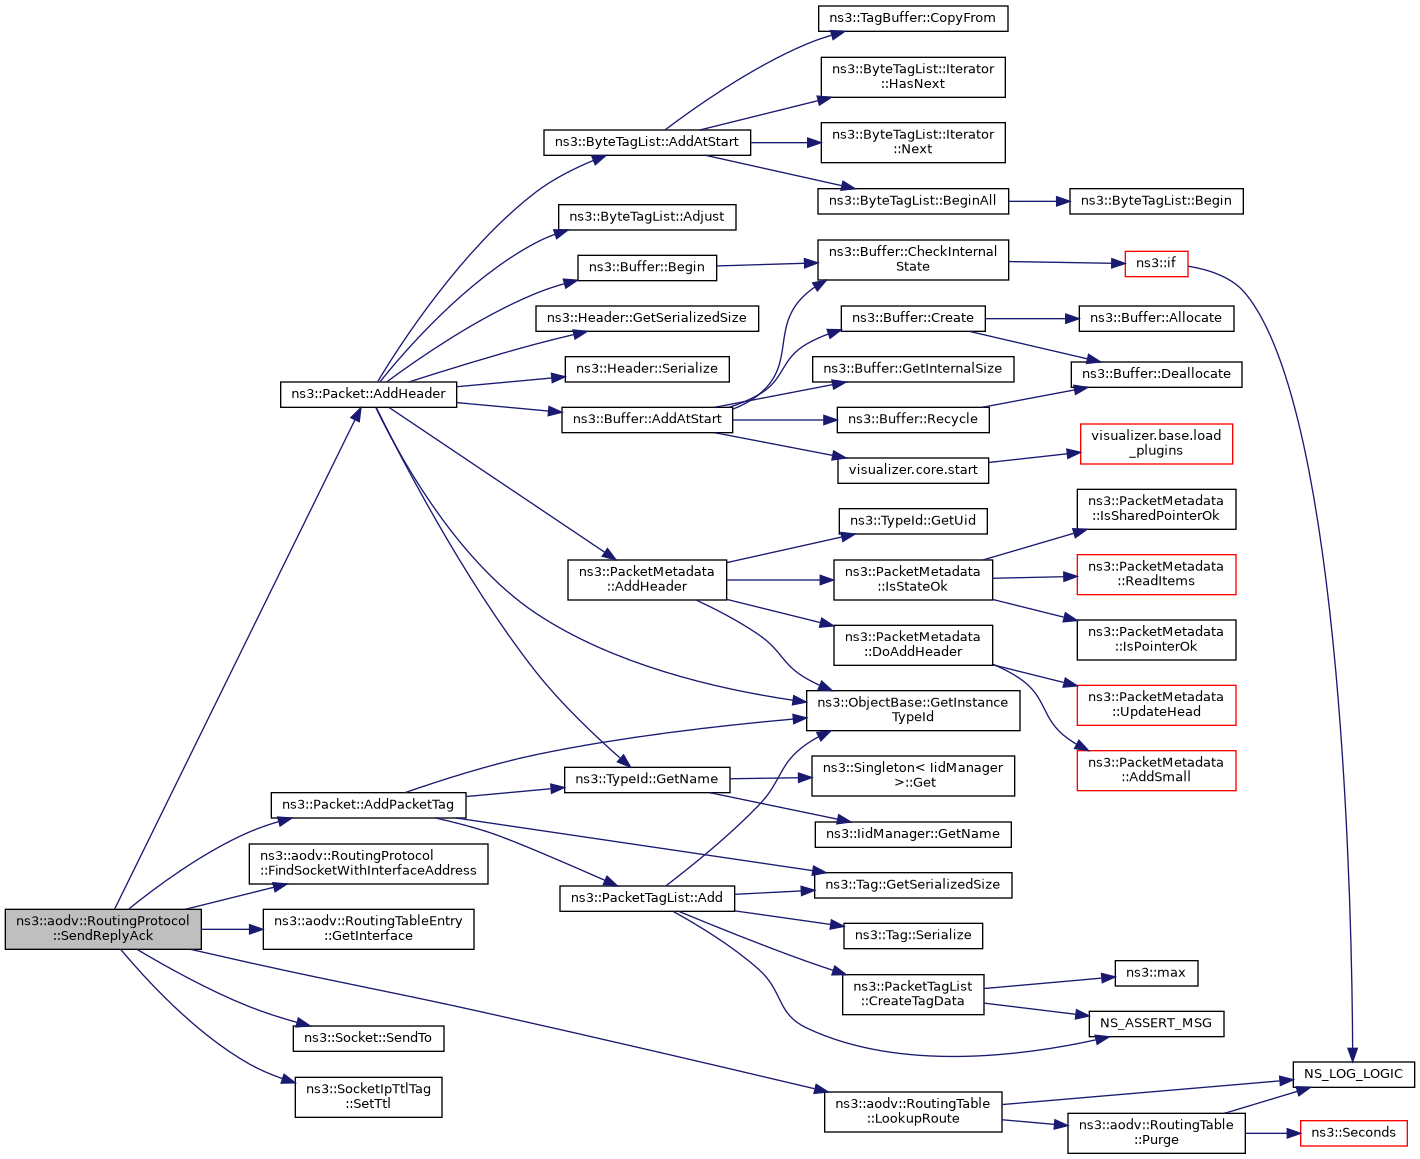 ns3::TagBuffer::CopyFrom
ns3::ByteTagList::Iterator
::HasNext
ns3::ByteTagList::AddAtStart
ns3::ByteTagList::Iterator
::Next
ns3::ByteTagList::BeginAll
ns3::ByteTagList::Begin
ns3::ByteTagList::Adjust
ns3::Buffer::Begin
ns3::Buffer::CheckInternal
State
ns3::if
ns3::Header::GetSerializedSize
ns3::Buffer::Create
ns3::Buffer::Allocate
ns3::Header::Serialize
ns3::Buffer::GetInternalSize
ns3::Buffer::Deallocate
ns3::Packet::AddHeader
ns3::Buffer::AddAtStart
ns3::Buffer::Recycle
visualizer.base.load
_plugins
visualizer.core.start
ns3::PacketMetadata
::IsSharedPointerOk
ns3::TypeId::GetUid
ns3::PacketMetadata
::AddHeader
ns3::PacketMetadata
::IsStateOk
ns3::PacketMetadata
::ReadItems
ns3::PacketMetadata
::DoAddHeader
ns3::PacketMetadata
::IsPointerOk
ns3::ObjectBase::GetInstance
TypeId
ns3::PacketMetadata
::UpdateHead
ns3::PacketMetadata
::AddSmall
ns3::TypeId::GetName
ns3::Singleton< IidManager
>::Get
ns3::Packet::AddPacketTag
ns3::IidManager::GetName
ns3::aodv::RoutingProtocol
::FindSocketWithInterfaceAddress
ns3::PacketTagList::Add
ns3::Tag::GetSerializedSize
ns3::aodv::RoutingProtocol
::SendReplyAck
ns3::aodv::RoutingTableEntry
::GetInterface
ns3::Tag::Serialize
ns3::PacketTagList
::CreateTagData
ns3::max
NS_ASSERT_MSG
ns3::Socket::SendTo
ns3::SocketIpTtlTag
::SetTtl
NS_LOG_LOGIC
ns3::aodv::RoutingTable
::LookupRoute
ns3::aodv::RoutingTable
::Purge
ns3::Seconds